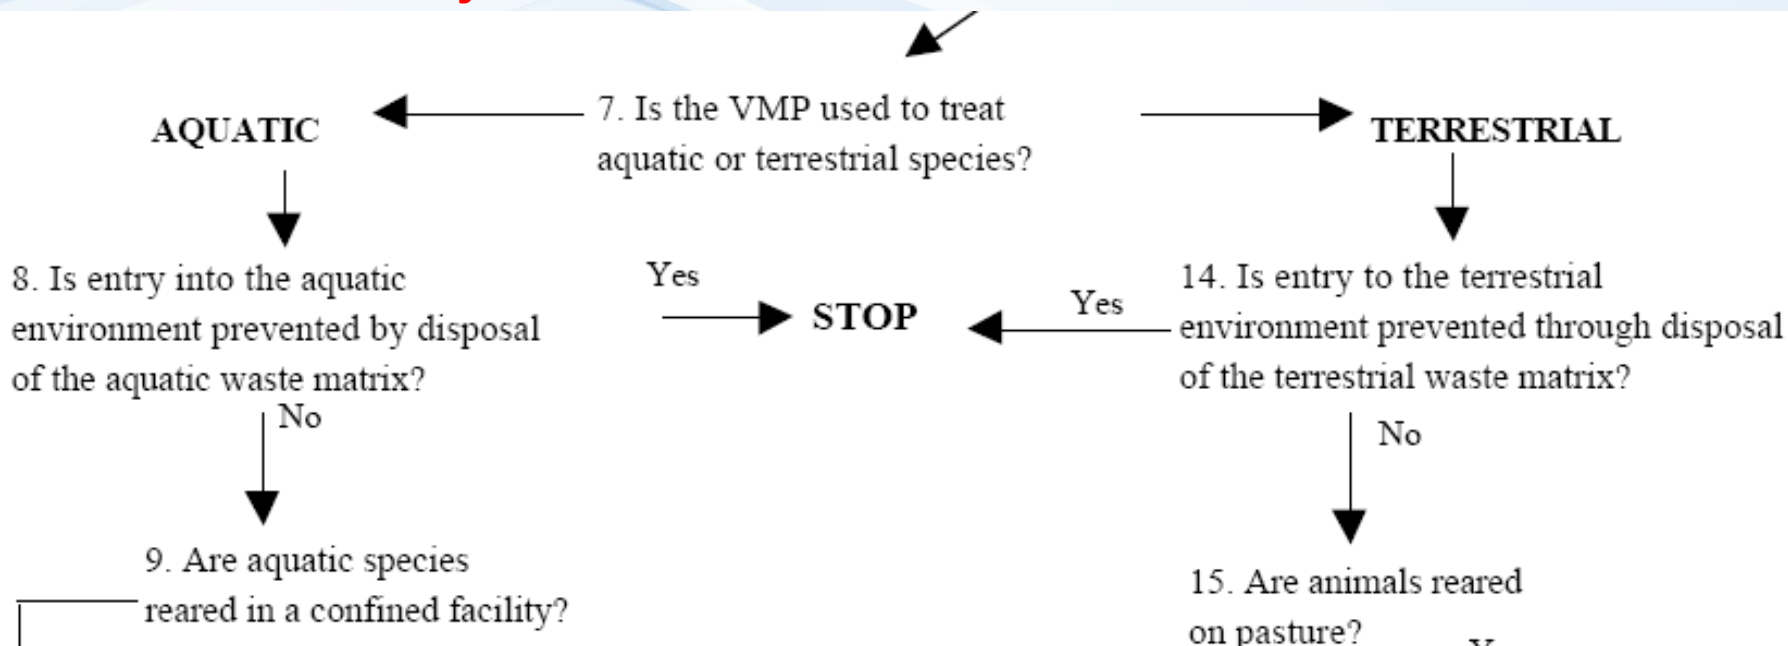 7. Is the VMP used to treat
aquatic or terrestrial species?
AQUATIC
TERRESTRIAL
8. Is entry into the aquatic
environment prevented by disposal
of the aquatic waste matrix?
Yes
STOP
Yes
14. Is entry to the terrestrial
environment prevented through disposal
of the terrestrial waste matrix?
No
No
9. Are aquatic species
reared in a confined facility?
15. Are animals reared
on pasture?